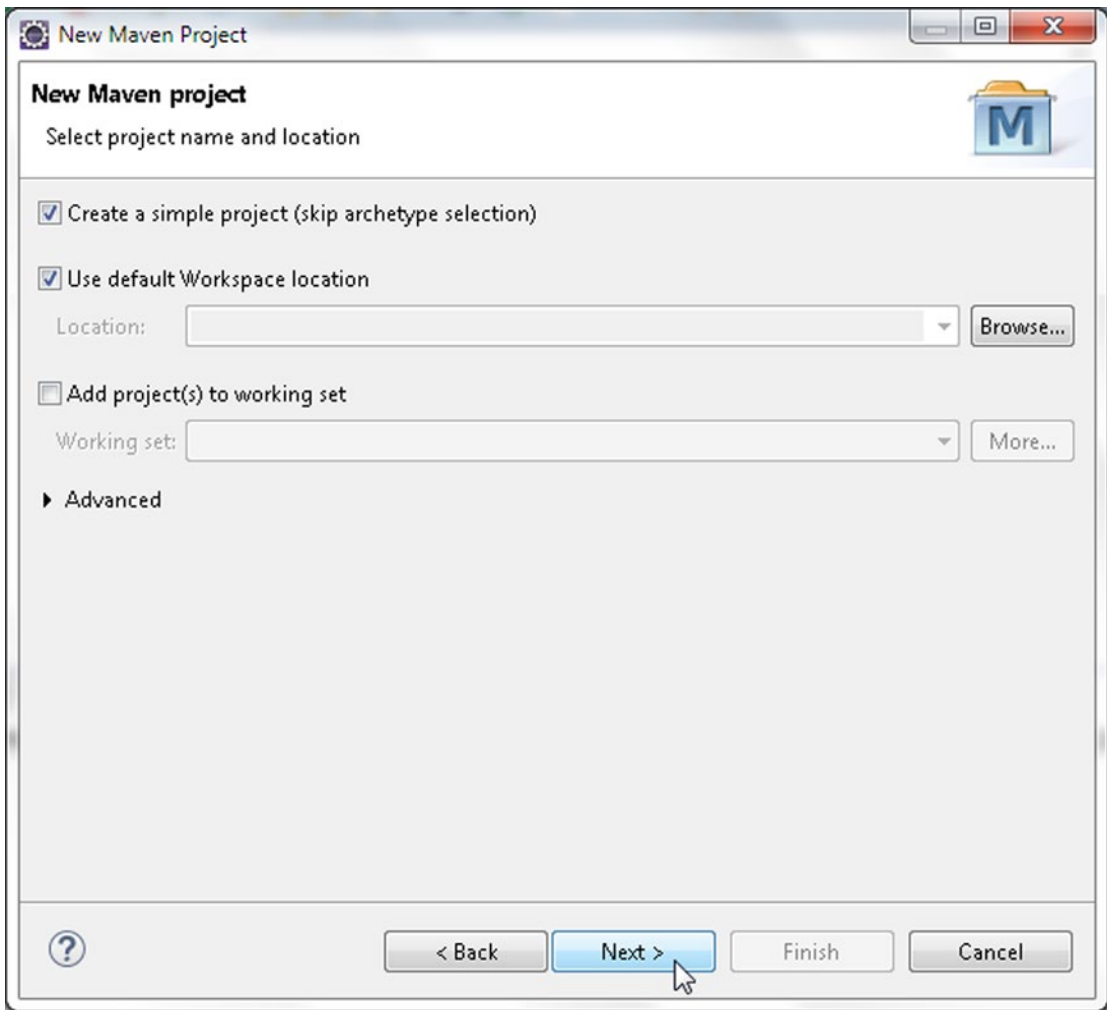 New Maven Project
New Maven project
Select project name and location
M
Create a simple project (skip archetype selection)
Use default Workspace location
Location:
Browse...
Add project(s) to working set
Working set:
More...
Advanced
?
< Back
Next >
Finish
Cancel